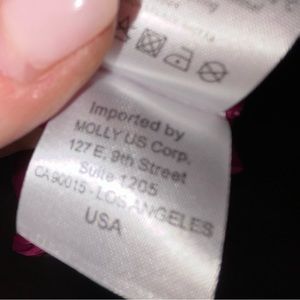 Imported by
MOLLY US Corp.
127 E. 9th Street
Suite 1205
CA 90015 - LOS ANGELES
USA